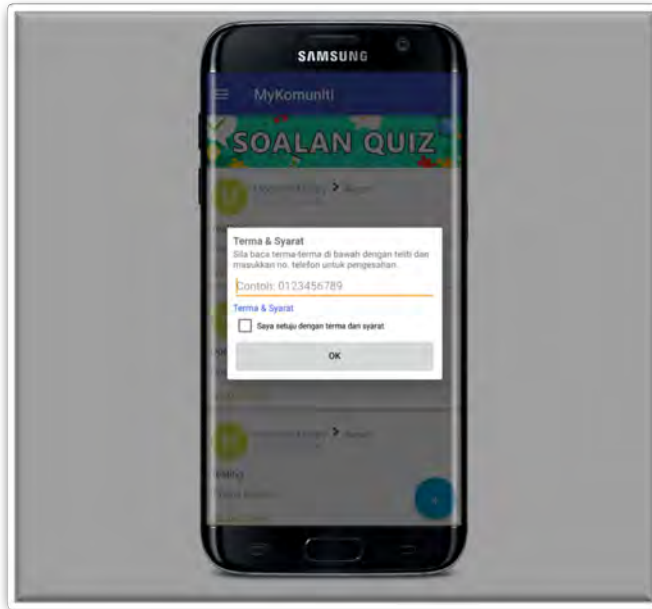 SAMSUNG
MyKomuniti
SOALAN QUIZ
Terma & Syarat
Sila baca terma-terma di bawah dengan teliti dan
masukkan no. telefon untuk pengesahan.
Contoh: 0123456789
Terma & Syarat
Saya setuju dengan terma dan syarat
OK